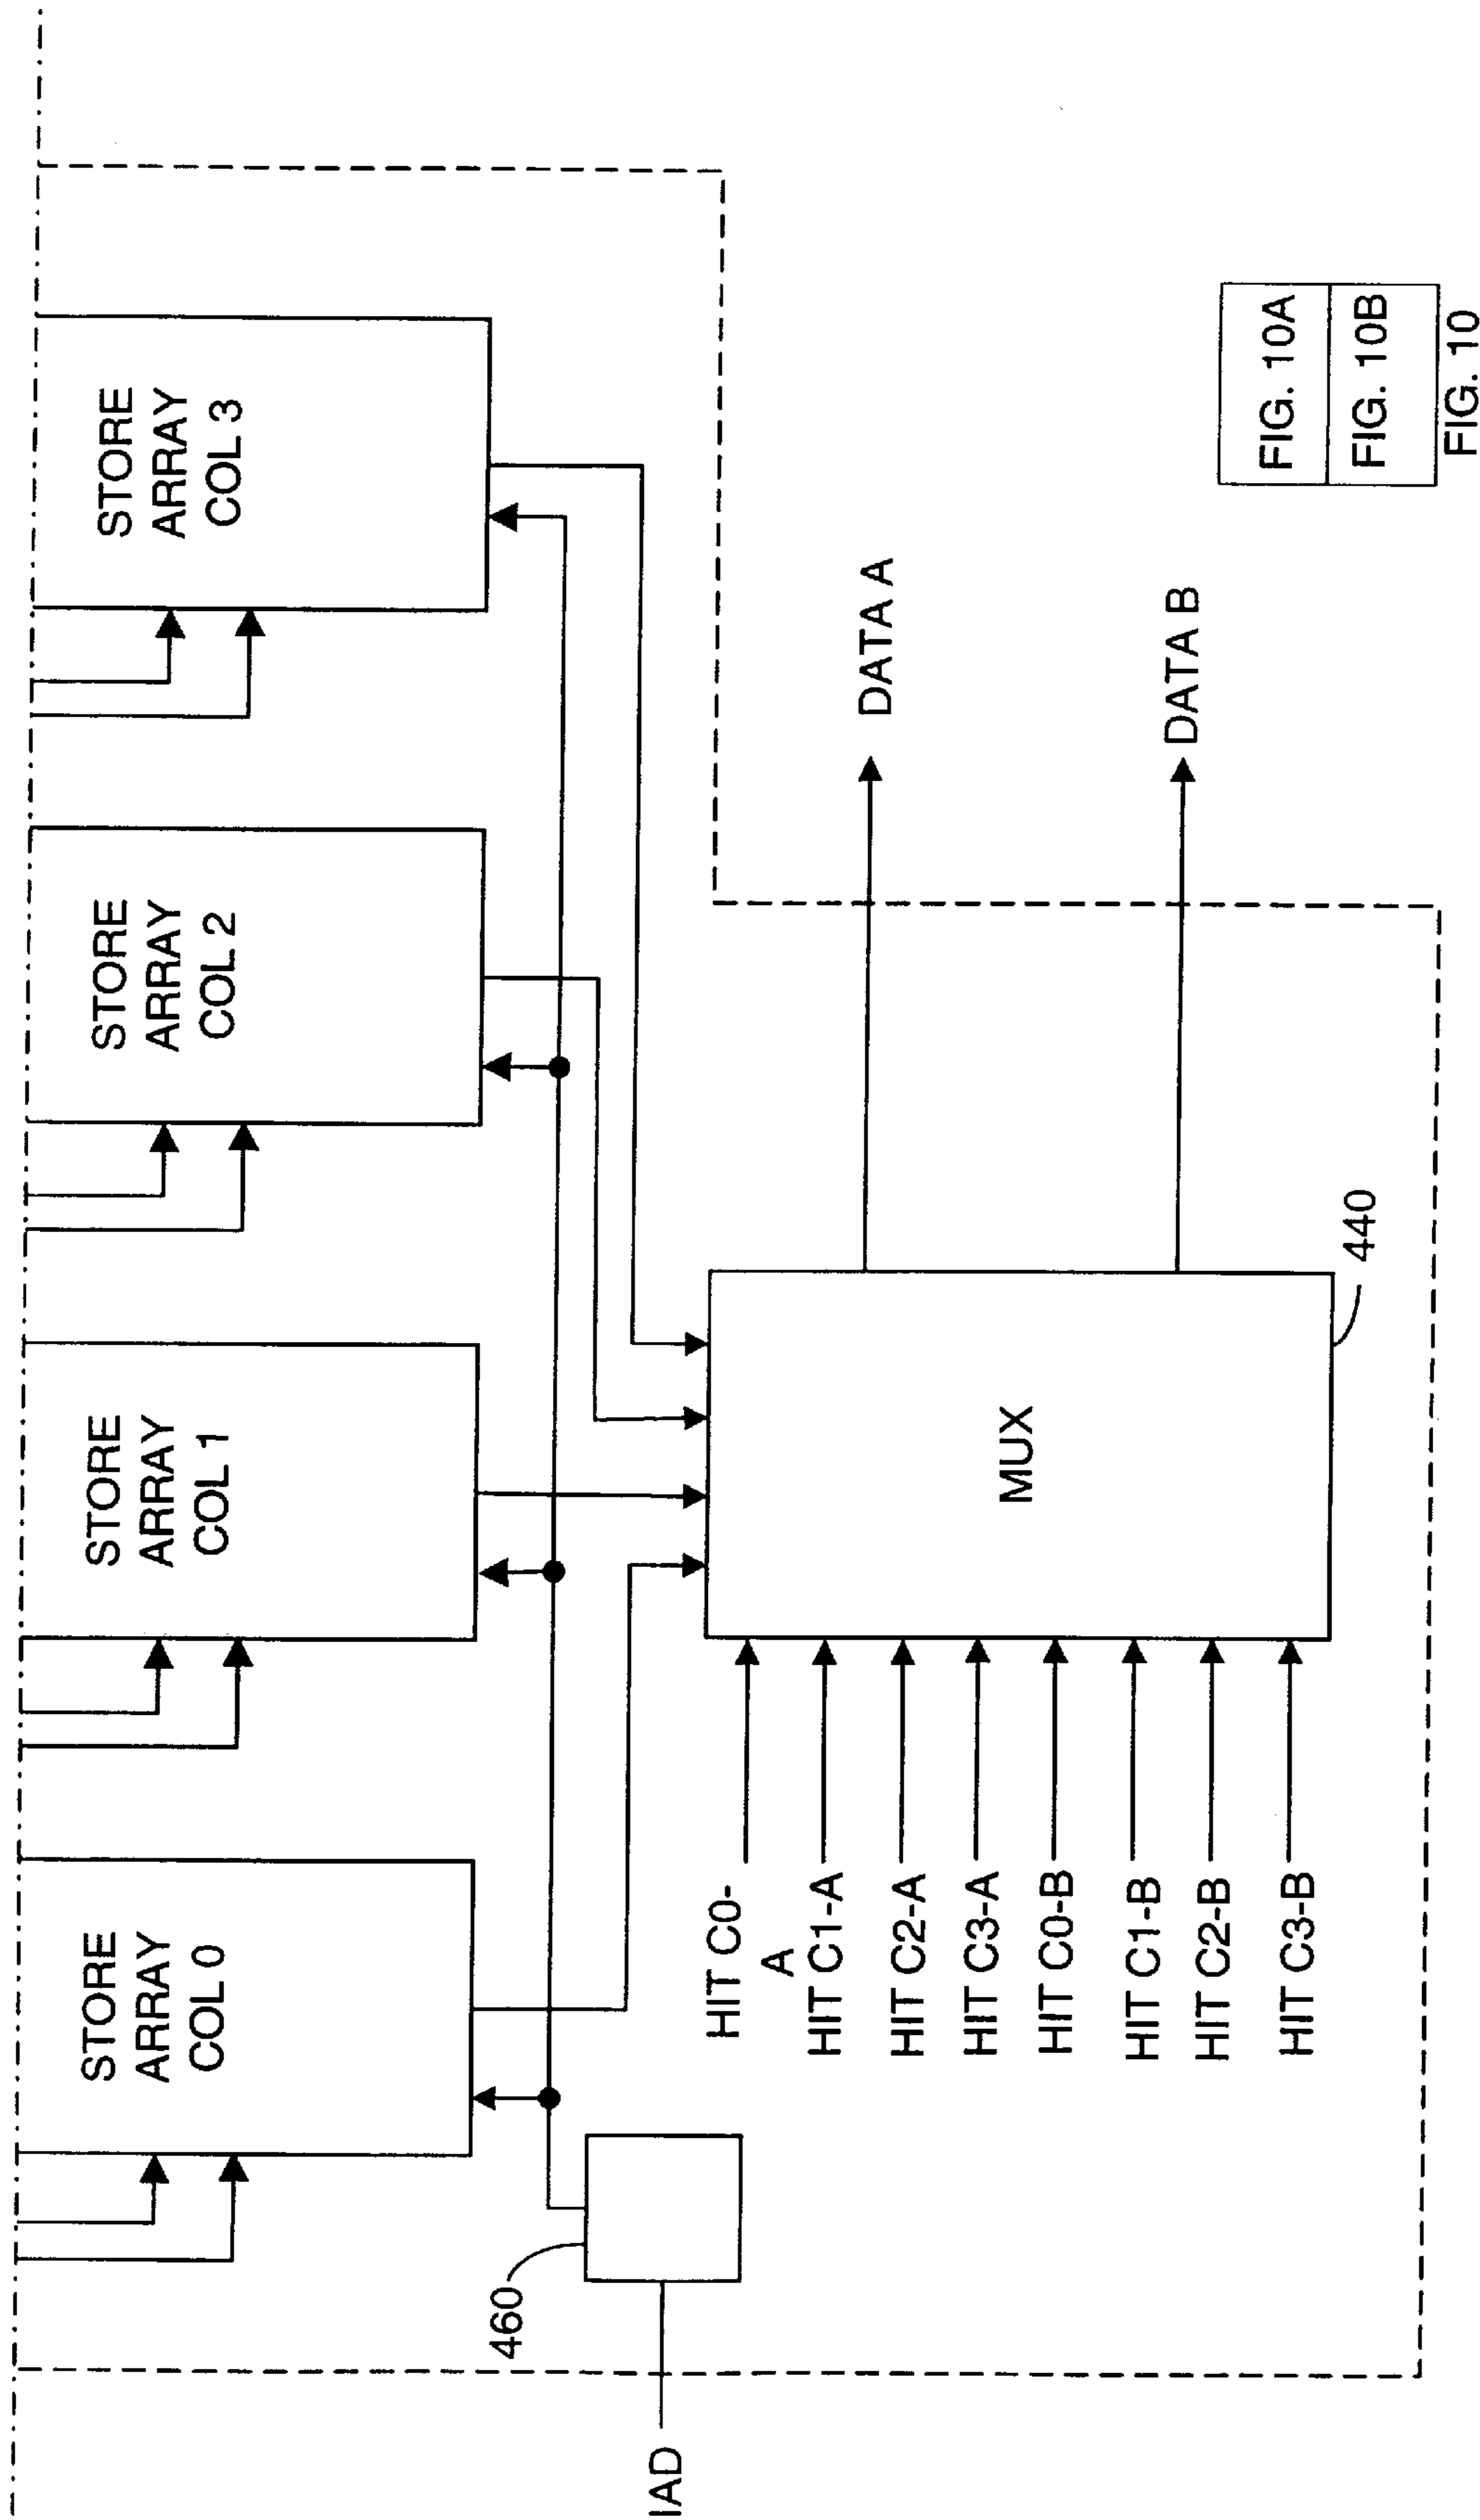 STORE
ARRAY
COL 0
STORE
ARRAY
COL 1
STORE
ARRAY
COL 2
STORE
ARRAY
COL 3
460
IAD
HIT C0-
A
HIT C1-A
HIT C2-A
HIT C3-A
HIT C0-B
HIT C1-B
HIT C2-B
HIT C3-B
MUX
440
DATA A
DATA B
FIG. 10A
FIG. 10B
FIG. 10